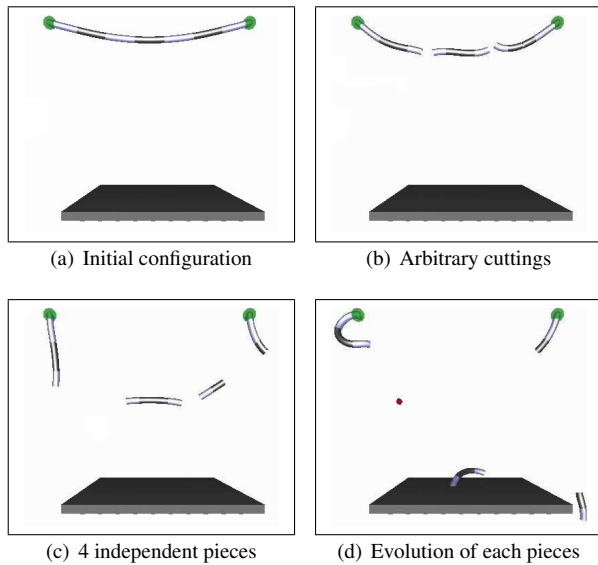 (a) Initial configuration
(b) Arbitrary cuttings
(c) 4 independent pieces
(d) Evolution of each pieces